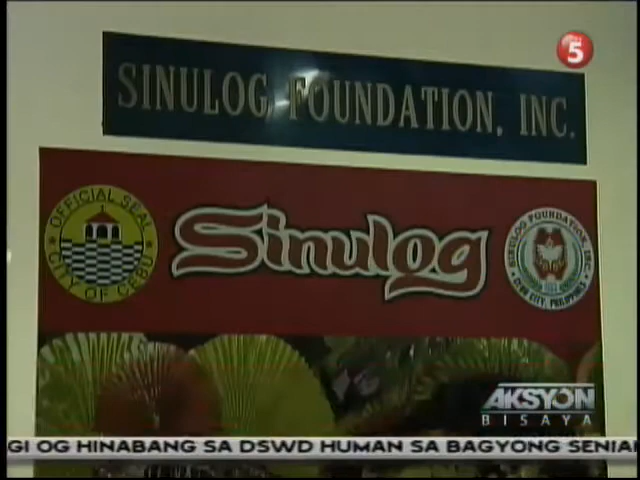 5
SINULOG FOUNDATION, INC.
OFFICIAL SEAL
CITY OF CEBU
Sinulog
SINULOG FOUNDATION, INC.
CEBU CITY, PHILIPPINES
AKSYON
BISAYA
GI OG HINABANG SA DSWD HUMAN SA BAGYONG SENIA